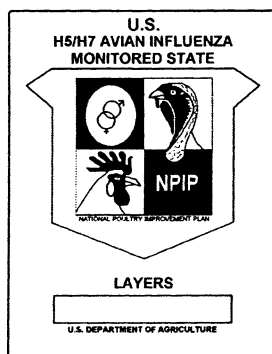 U.S.
H5/H7 AVIAN INFLUENZA
MONITORED STATE
NPIP
NATIONAL POULTRY IMPROVEMENT PLAN
LAYERS
U.S. DEPARTMENT OF AGRICULTURE